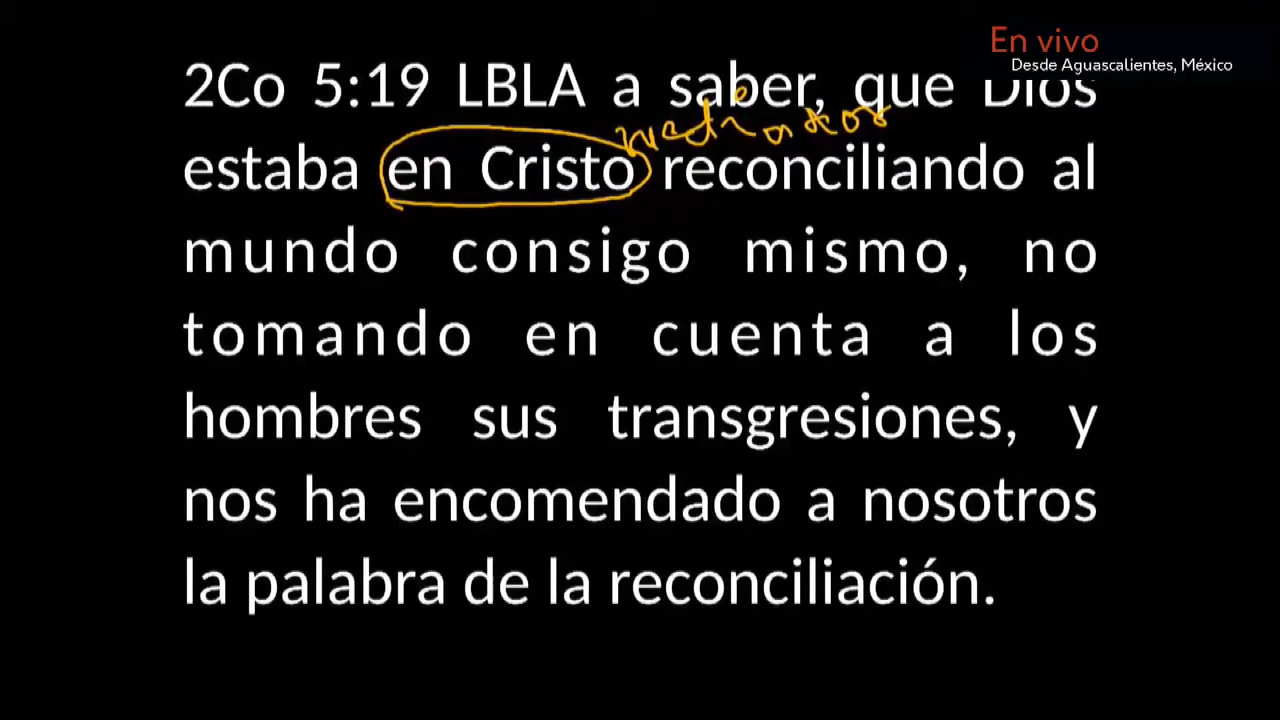 En vivo
Desde Aguascalientes, México
2Co 5:19 LBLA a saber, que Dios
mediador
estaba en Cristo reconciliando al
mundo consigo mismo, no
tomando en cuenta a los
hombres sus transgresiones, y
nos ha encomendado a nosotros
la palabra de la reconciliación.